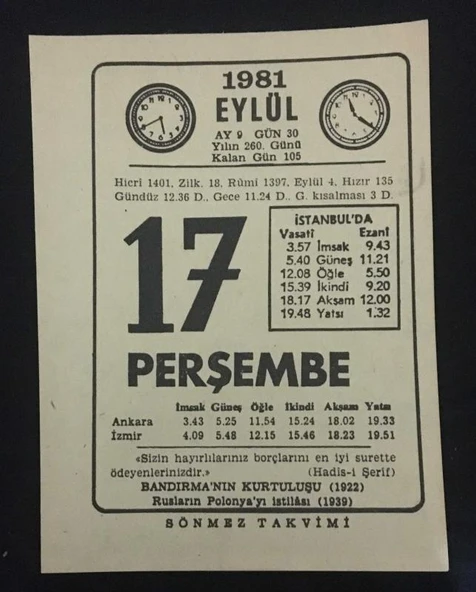 1981
EYLÜL
AY 9 GÜN 30
Yılın 260. Günü
Kalan Gün 105
Hicrî 1401, Zilk. 18, Rûmi 1397, Eylûl 4, Hızır 135
Gündüz 12.36 D., Gece 11.24 D., G. kısalması 3 D.
17
İSTANBUL'DA
Vasatî Ezanî
3.57 İmsak 9.43
5.40 Güneş 11.21
12.08 Öğle 5.50
15.39 İkindi 9.20
18.17 Akşam 12.00
19.48 Yatsı 1.32
PERŞEMBE
İmsak Güneş Öğle İkindi Akşam Yatsı
Ankara 3.43 5.25 11.54 15.24 18.02 19.33
İzmir 4.09 5.48 12.15 15.46 18.23 19.51
«Sizin hayırlılarınız borçlarını en iyi surette
ödeyenlerinizdir.» (Hadis-i Şerif)
BANDIRMA'NIN KURTULUŞU (1922)
Rusların Polonya'yı istilâsı (1939)
SÖNMEZ TAKVİMİ